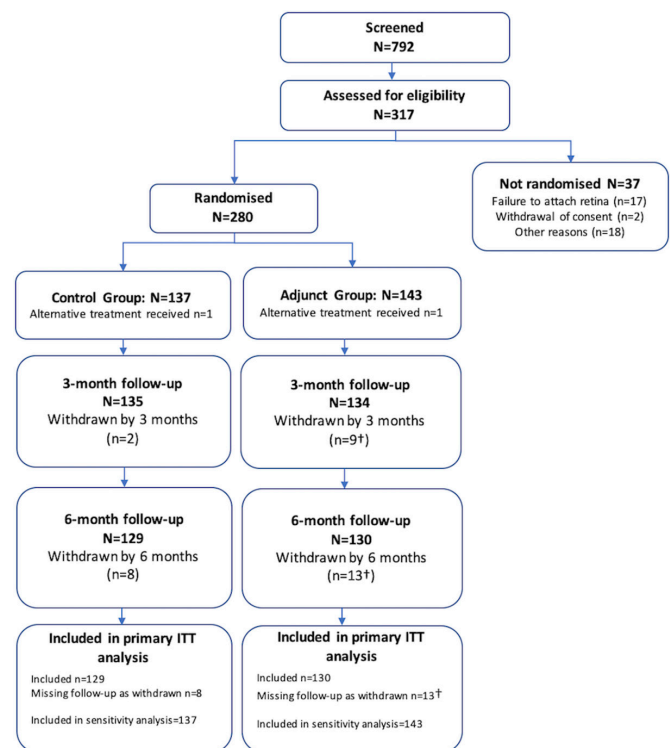 Screened
N=792
Assessed for eligibility
N=317
Not randomised N=37
Failure to attach retina (n=17)
Withdrawal of consent (n=2)
Other reasons (n=18)
Randomised
N=280
Control Group: N=137
Alternative treatment received n=1
Adjunct Group: N=143
Alternative treatment received n=1
3-month follow-up
N=135
Withdrawn by 3 months
(n=2)
3-month follow-up
N=134
Withdrawn by 3 months
(n=9†)
6-month follow-up
N=129
Withdrawn by 6 months
(n=8)
6-month follow-up
N=130
Withdrawn by 6 months
(n=13†)
Included in primary ITT
analysis
Included n=129
Missing follow-up as withdrawn n=8
Included in sensitivity analysis=137
Included in primary ITT
analysis
Included n=130
Missing follow-up as withdrawn n=13†
Included in sensitivity analysis=143